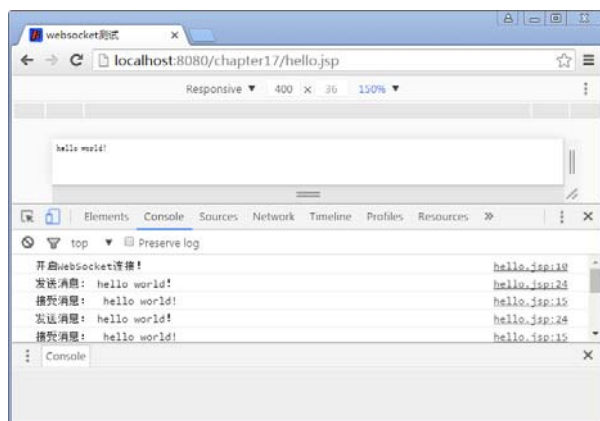 websocket测试
localhost:8080/chapter17/hello.jsp
Responsive ▼ 400 × 36 150% ▼
hello world!
Elements Console Sources Network Timeline Profiles Resources »
top ▼ Preserve log
开启WebSocket连接! hello.jsp:10
发送消息: hello world! hello.jsp:24
接受消息: hello world! hello.jsp:15
发送消息: hello world! hello.jsp:24
接受消息: hello world! hello.jsp:15
Console